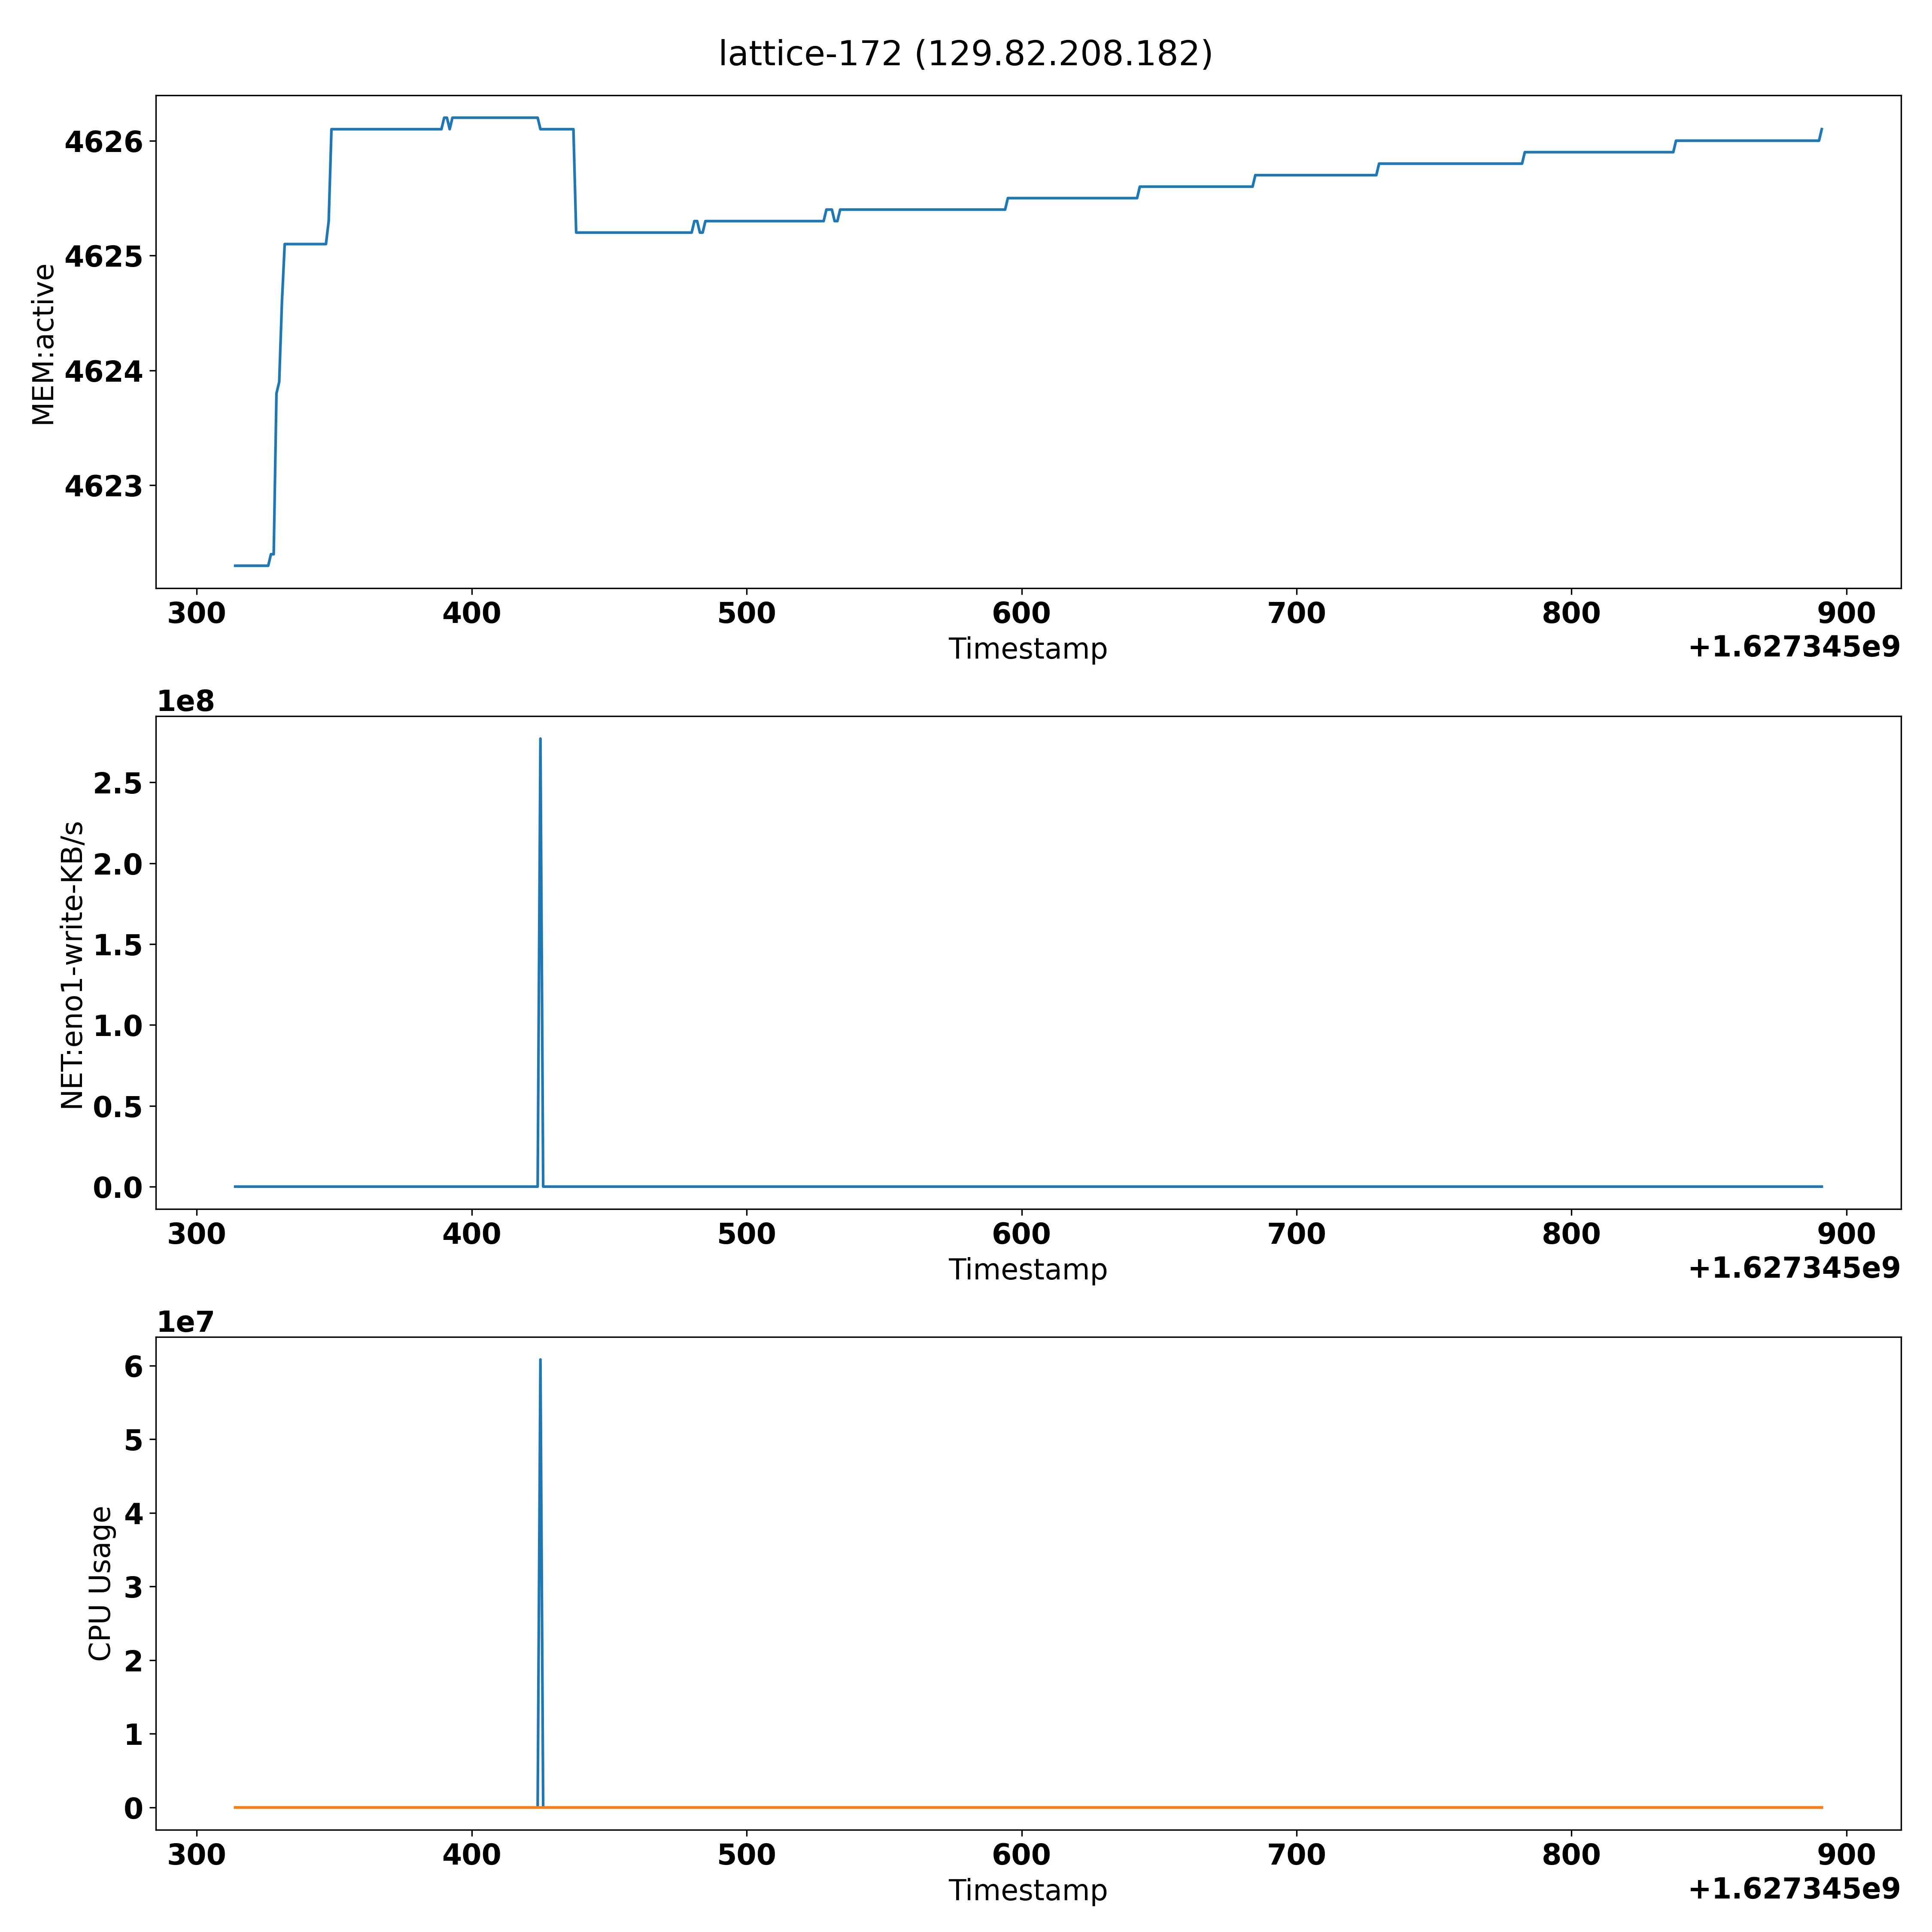 lattice-172 (129.82.208.182)
MEM:active
4626
4625
4624
4623
300 400 500 600 700 800 900
Timestamp
+1.627345e9
1e8
NET:eno1-write-KB/s
2.5
2.0
1.5
1.0
0.5
0.0
300 400 500 600 700 800 900
Timestamp
+1.627345e9
1e7
CPU Usage
6
5
4
3
2
1
0
300 400 500 600 700 800 900
Timestamp
+1.627345e9